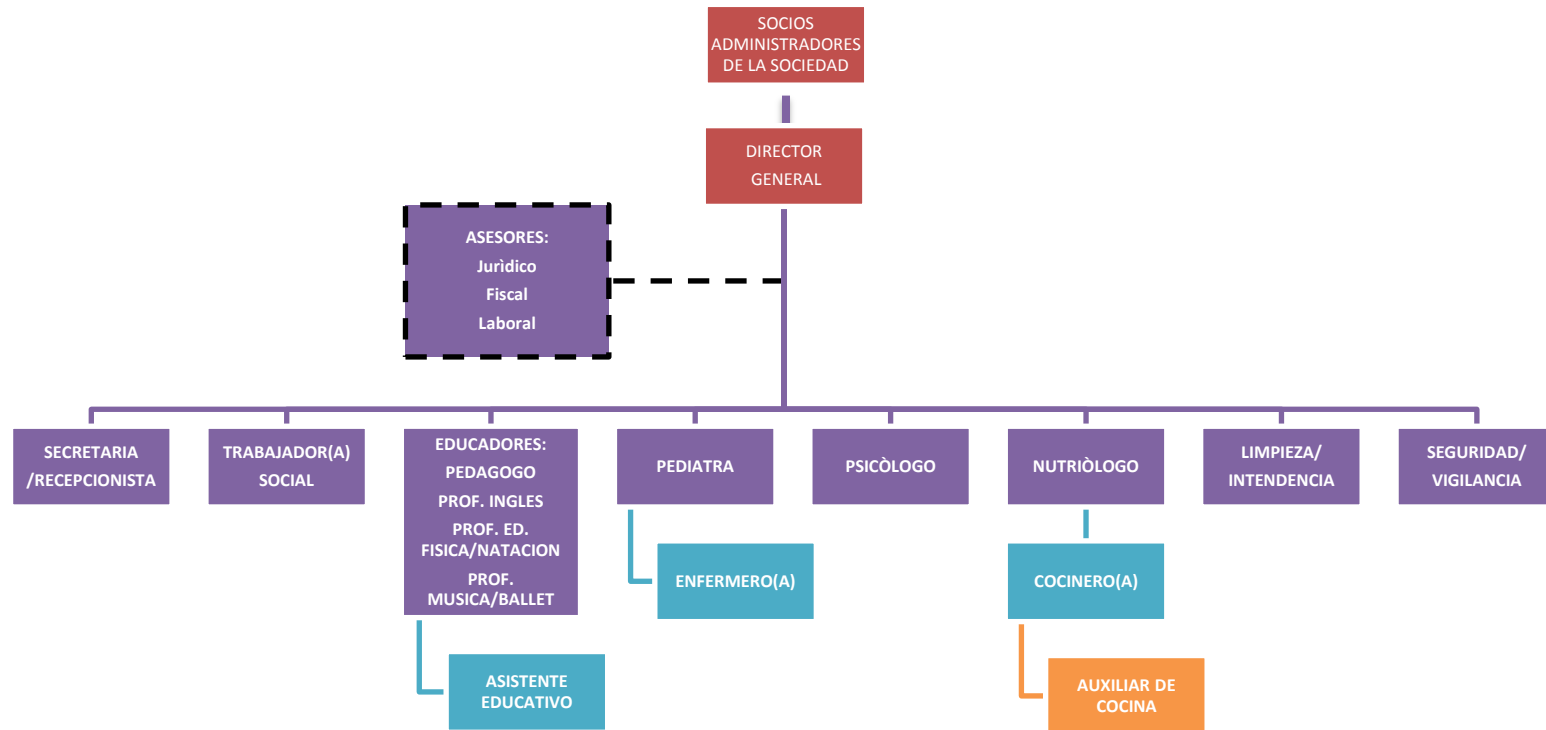 SOCIOS
ADMINISTRADORES
DE LA SOCIEDAD
DIRECTOR
GENERAL
ASESORES:
Jurìdico
Fiscal
Laboral
SECRETARIA
/RECEPCIONISTA
TRABAJADOR(A)
SOCIAL
EDUCADORES:
PEDAGOGO
PROF. INGLES
PROF. ED.
FISICA/NATACION
PROF.
MUSICA/BALLET
PEDIATRA
PSICÒLOGO
NUTRIÒLOGO
LIMPIEZA/
INTENDENCIA
SEGURIDAD/
VIGILANCIA
ENFERMERO(A)
COCINERO(A)
ASISTENTE
EDUCATIVO
AUXILIAR DE
COCINA